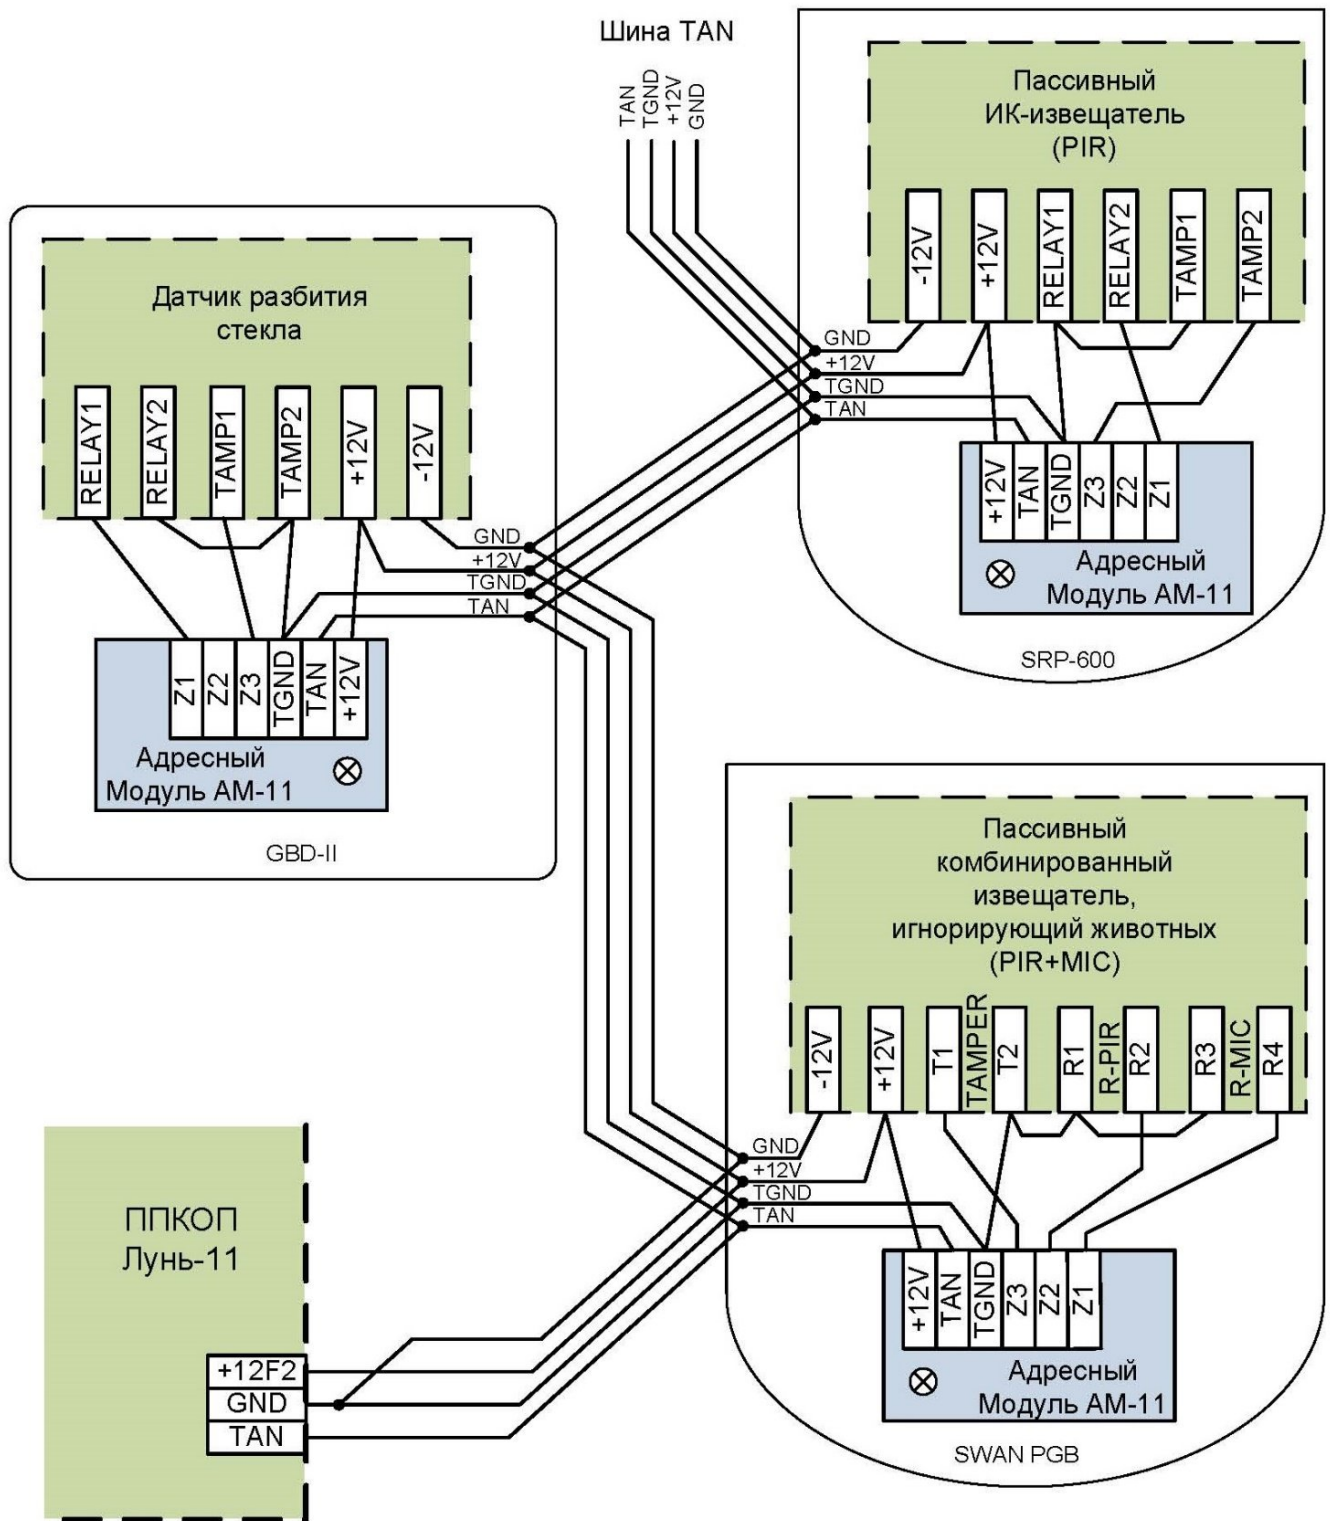 Шина TAN
TAN
TGND
+12V
GND
Пассивный
ИК-извещатель
(PIR)
-12V
+12V
RELAY1
RELAY2
TAMP1
TAMP2
GND
+12V
TGND
TAN
+12V
TAN
TGND
Z3
Z2
Z1
Адресный
Модуль АМ-11
SRP-600
Датчик разбития
стекла
RELAY1
RELAY2
TAMP1
TAMP2
+12V
-12V
GND
+12V
TGND
TAN
Z1
Z2
Z3
TGND
TAN
+12V
Адресный
Модуль АМ-11
GBD-II
Пассивный
комбинированный
извещатель,
игнорирующий животных
(PIR+MIC)
-12V
+12V
T1
TAMPER
T2
R1
R-PIR
R2
R3
R-MIC
R4
GND
+12V
TGND
TAN
+12V
TAN
TGND
Z3
Z2
Z1
Адресный
Модуль АМ-11
SWAN PGB
ППКОП
Лунь-11
+12F2
GND
TAN